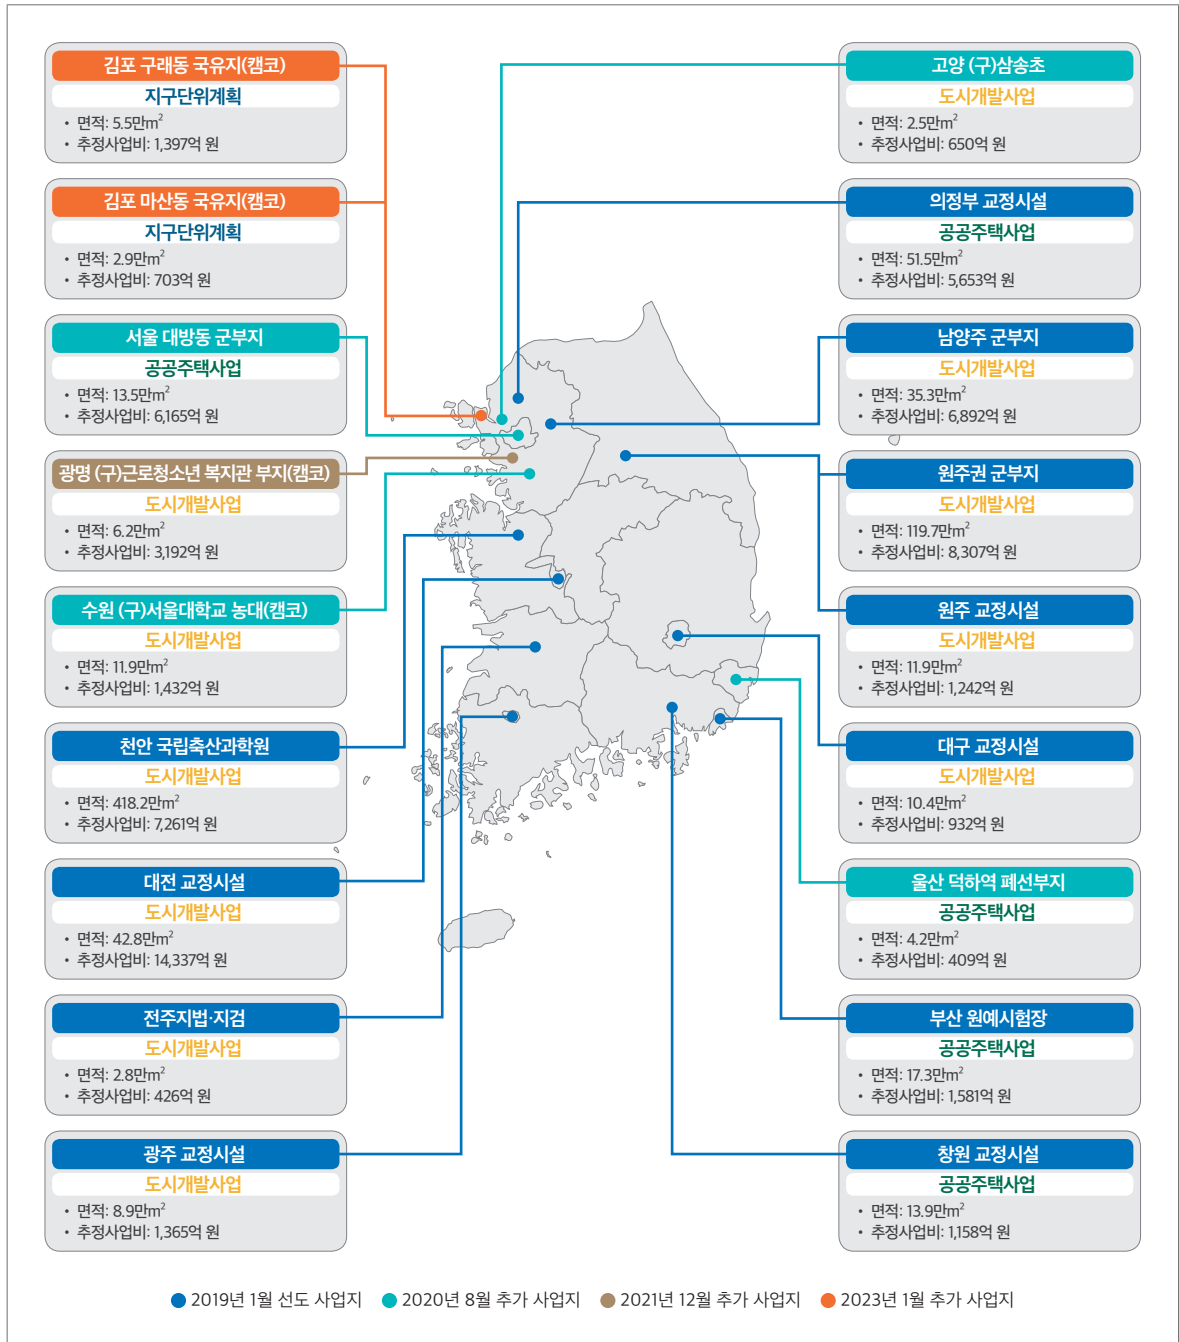 김포 구래동 국유지(캠코)
지구단위계획
• 면적: 5.5만m²
• 추정사업비: 1,397억 원
김포 마산동 국유지(캠코)
지구단위계획
• 면적: 2.9만m²
• 추정사업비: 703억 원
서울 대방동 군부지
공공주택사업
• 면적: 13.5만m²
• 추정사업비: 6,165억 원
광명 (구)근로청소년 복지관 부지(캠코)
도시개발사업
• 면적: 6.2만m²
• 추정사업비: 3,192억 원
수원 (구)서울대학교 농대(캠코)
도시개발사업
• 면적: 11.9만m²
• 추정사업비: 1,432억 원
천안 국립축산과학원
도시개발사업
• 면적: 418.2만m²
• 추정사업비: 7,261억 원
대전 교정시설
도시개발사업
• 면적: 42.8만m²
• 추정사업비: 14,337억 원
전주지법·지검
도시개발사업
• 면적: 2.8만m²
• 추정사업비: 426억 원
광주 교정시설
도시개발사업
• 면적: 8.9만m²
• 추정사업비: 1,365억 원
고양 (구)삼송초
도시개발사업
• 면적: 2.5만m²
• 추정사업비: 650억 원
의정부 교정시설
공공주택사업
• 면적: 51.5만m²
• 추정사업비: 5,653억 원
남양주 군부지
도시개발사업
• 면적: 35.3만m²
• 추정사업비: 6,892억 원
원주권 군부지
도시개발사업
• 면적: 119.7만m²
• 추정사업비: 8,307억 원
원주 교정시설
도시개발사업
• 면적: 11.9만m²
• 추정사업비: 1,242억 원
대구 교정시설
도시개발사업
• 면적: 10.4만m²
• 추정사업비: 932억 원
울산 덕하역 폐선부지
공공주택사업
• 면적: 4.2만m²
• 추정사업비: 409억 원
부산 원예시험장
공공주택사업
• 면적: 17.3만m²
• 추정사업비: 1,581억 원
창원 교정시설
공공주택사업
• 면적: 13.9만m²
• 추정사업비: 1,158억 원
2019년 1월 선도 사업지 2020년 8월 추가 사업지 2021년 12월 추가 사업지 2023년 1월 추가 사업지